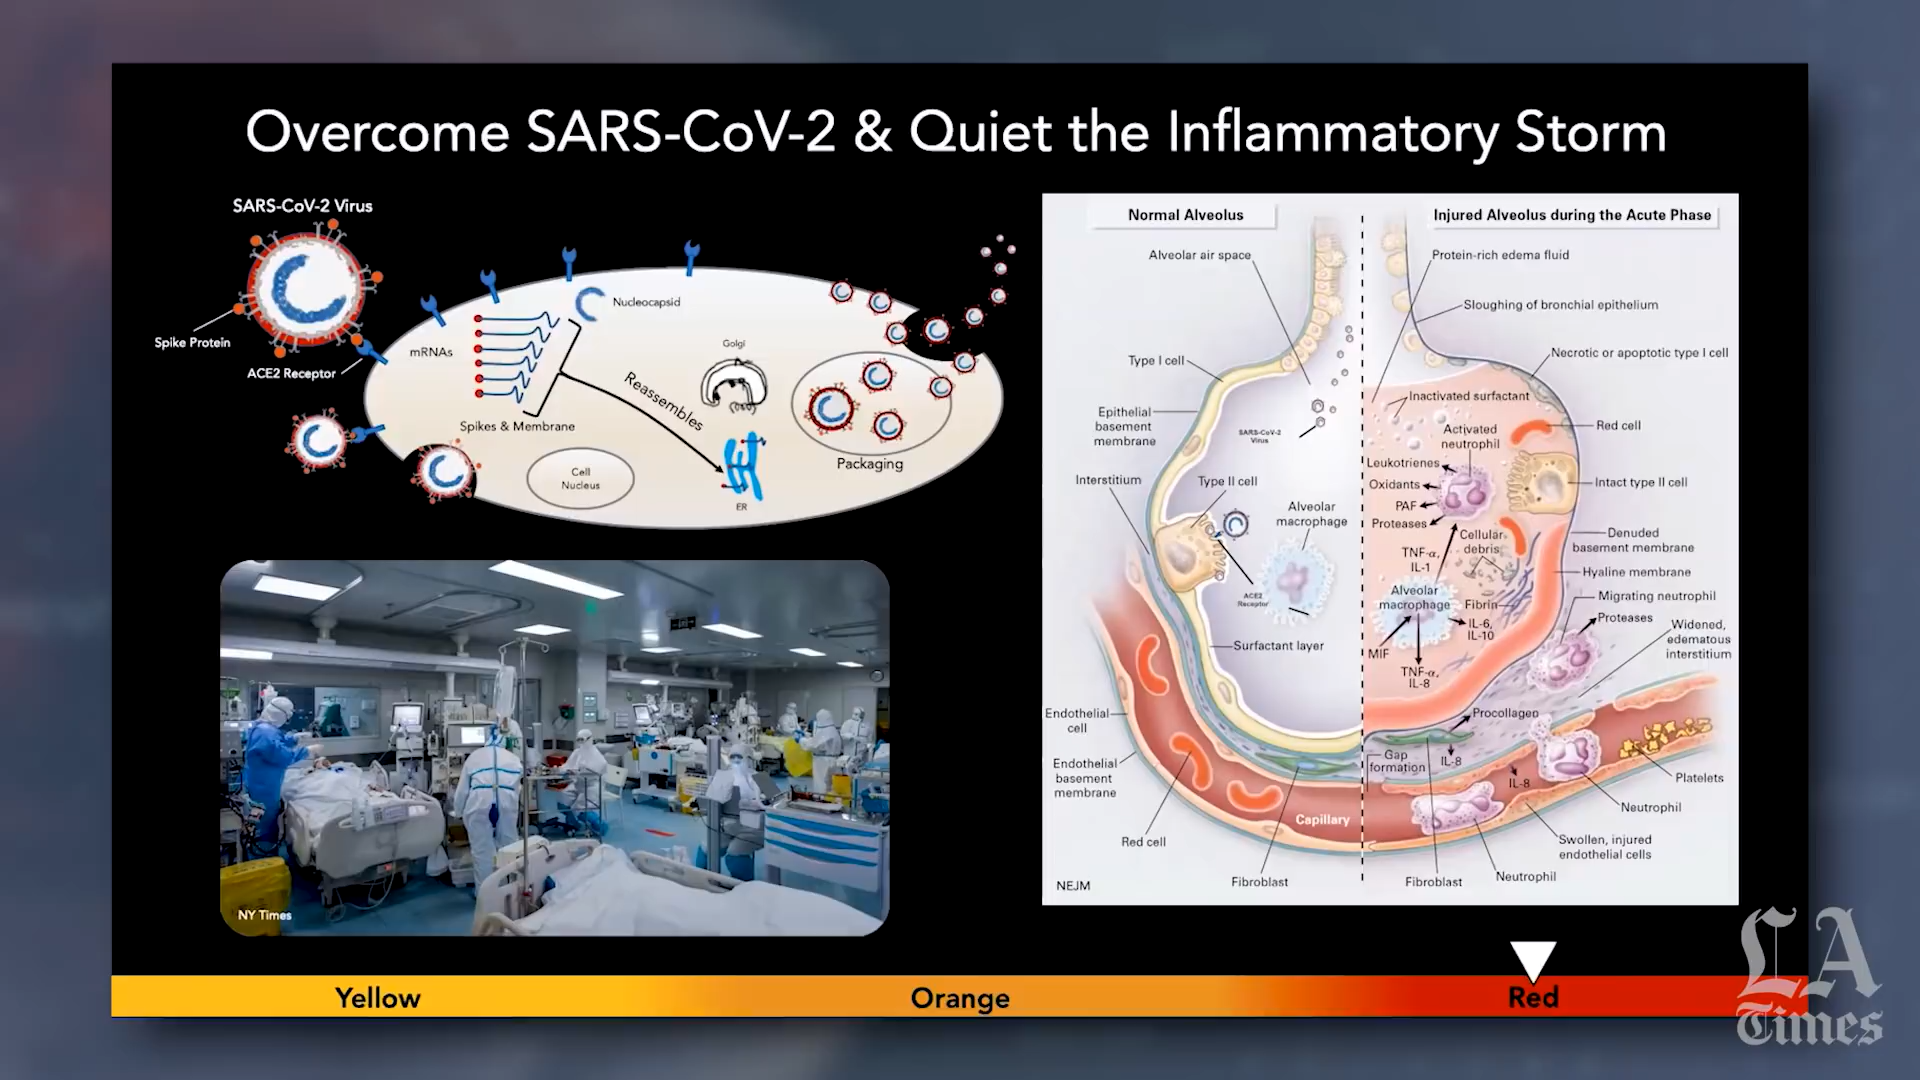 Overcome SARS-CoV-2 & Quiet the Inflammatory Storm
SARS-CoV-2 Virus
Spike Protein
ACE2 Receptor
mRNAs
Nucleocapsid
Golgi
Reassembles
Spikes & Membrane
Cell
Nucleus
ER
Packaging
NY Times
Normal Alveolus
Alveolar air space
Type I cell
Epithelial
basement
membrane
SARS-CoV-2
Virus
Interstitium
Type II cell
Alveolar
macrophage
ACE2
Receptor
Surfactant layer
Endothelial
cell
Endothelial
basement
membrane
Capillary
Red cell
Fibroblast
NEJM
Injured Alveolus during the Acute Phase
Protein-rich edema fluid
Sloughing of bronchial epithelium
Necrotic or apoptotic type I cell
Inactivated surfactant
Red cell
Activated
neutrophil
Leukotrienes
Oxidants
PAF
Proteases
Intact type II cell
Cellular
debris
TNF-α,
IL-1
Denuded
basement membrane
Hyaline membrane
Alveolar
macrophage
Fibrin
Migrating neutrophil
Proteases
IL-6,
IL-10
Widened,
edematous
interstitium
MIF
TNF-α,
IL-8
Procollagen
Gap
formation
IL-8
IL-8
Platelets
Neutrophil
Swollen, injured
endothelial cells
Fibroblast
Neutrophil
Yellow
Orange
Red
LA
Times